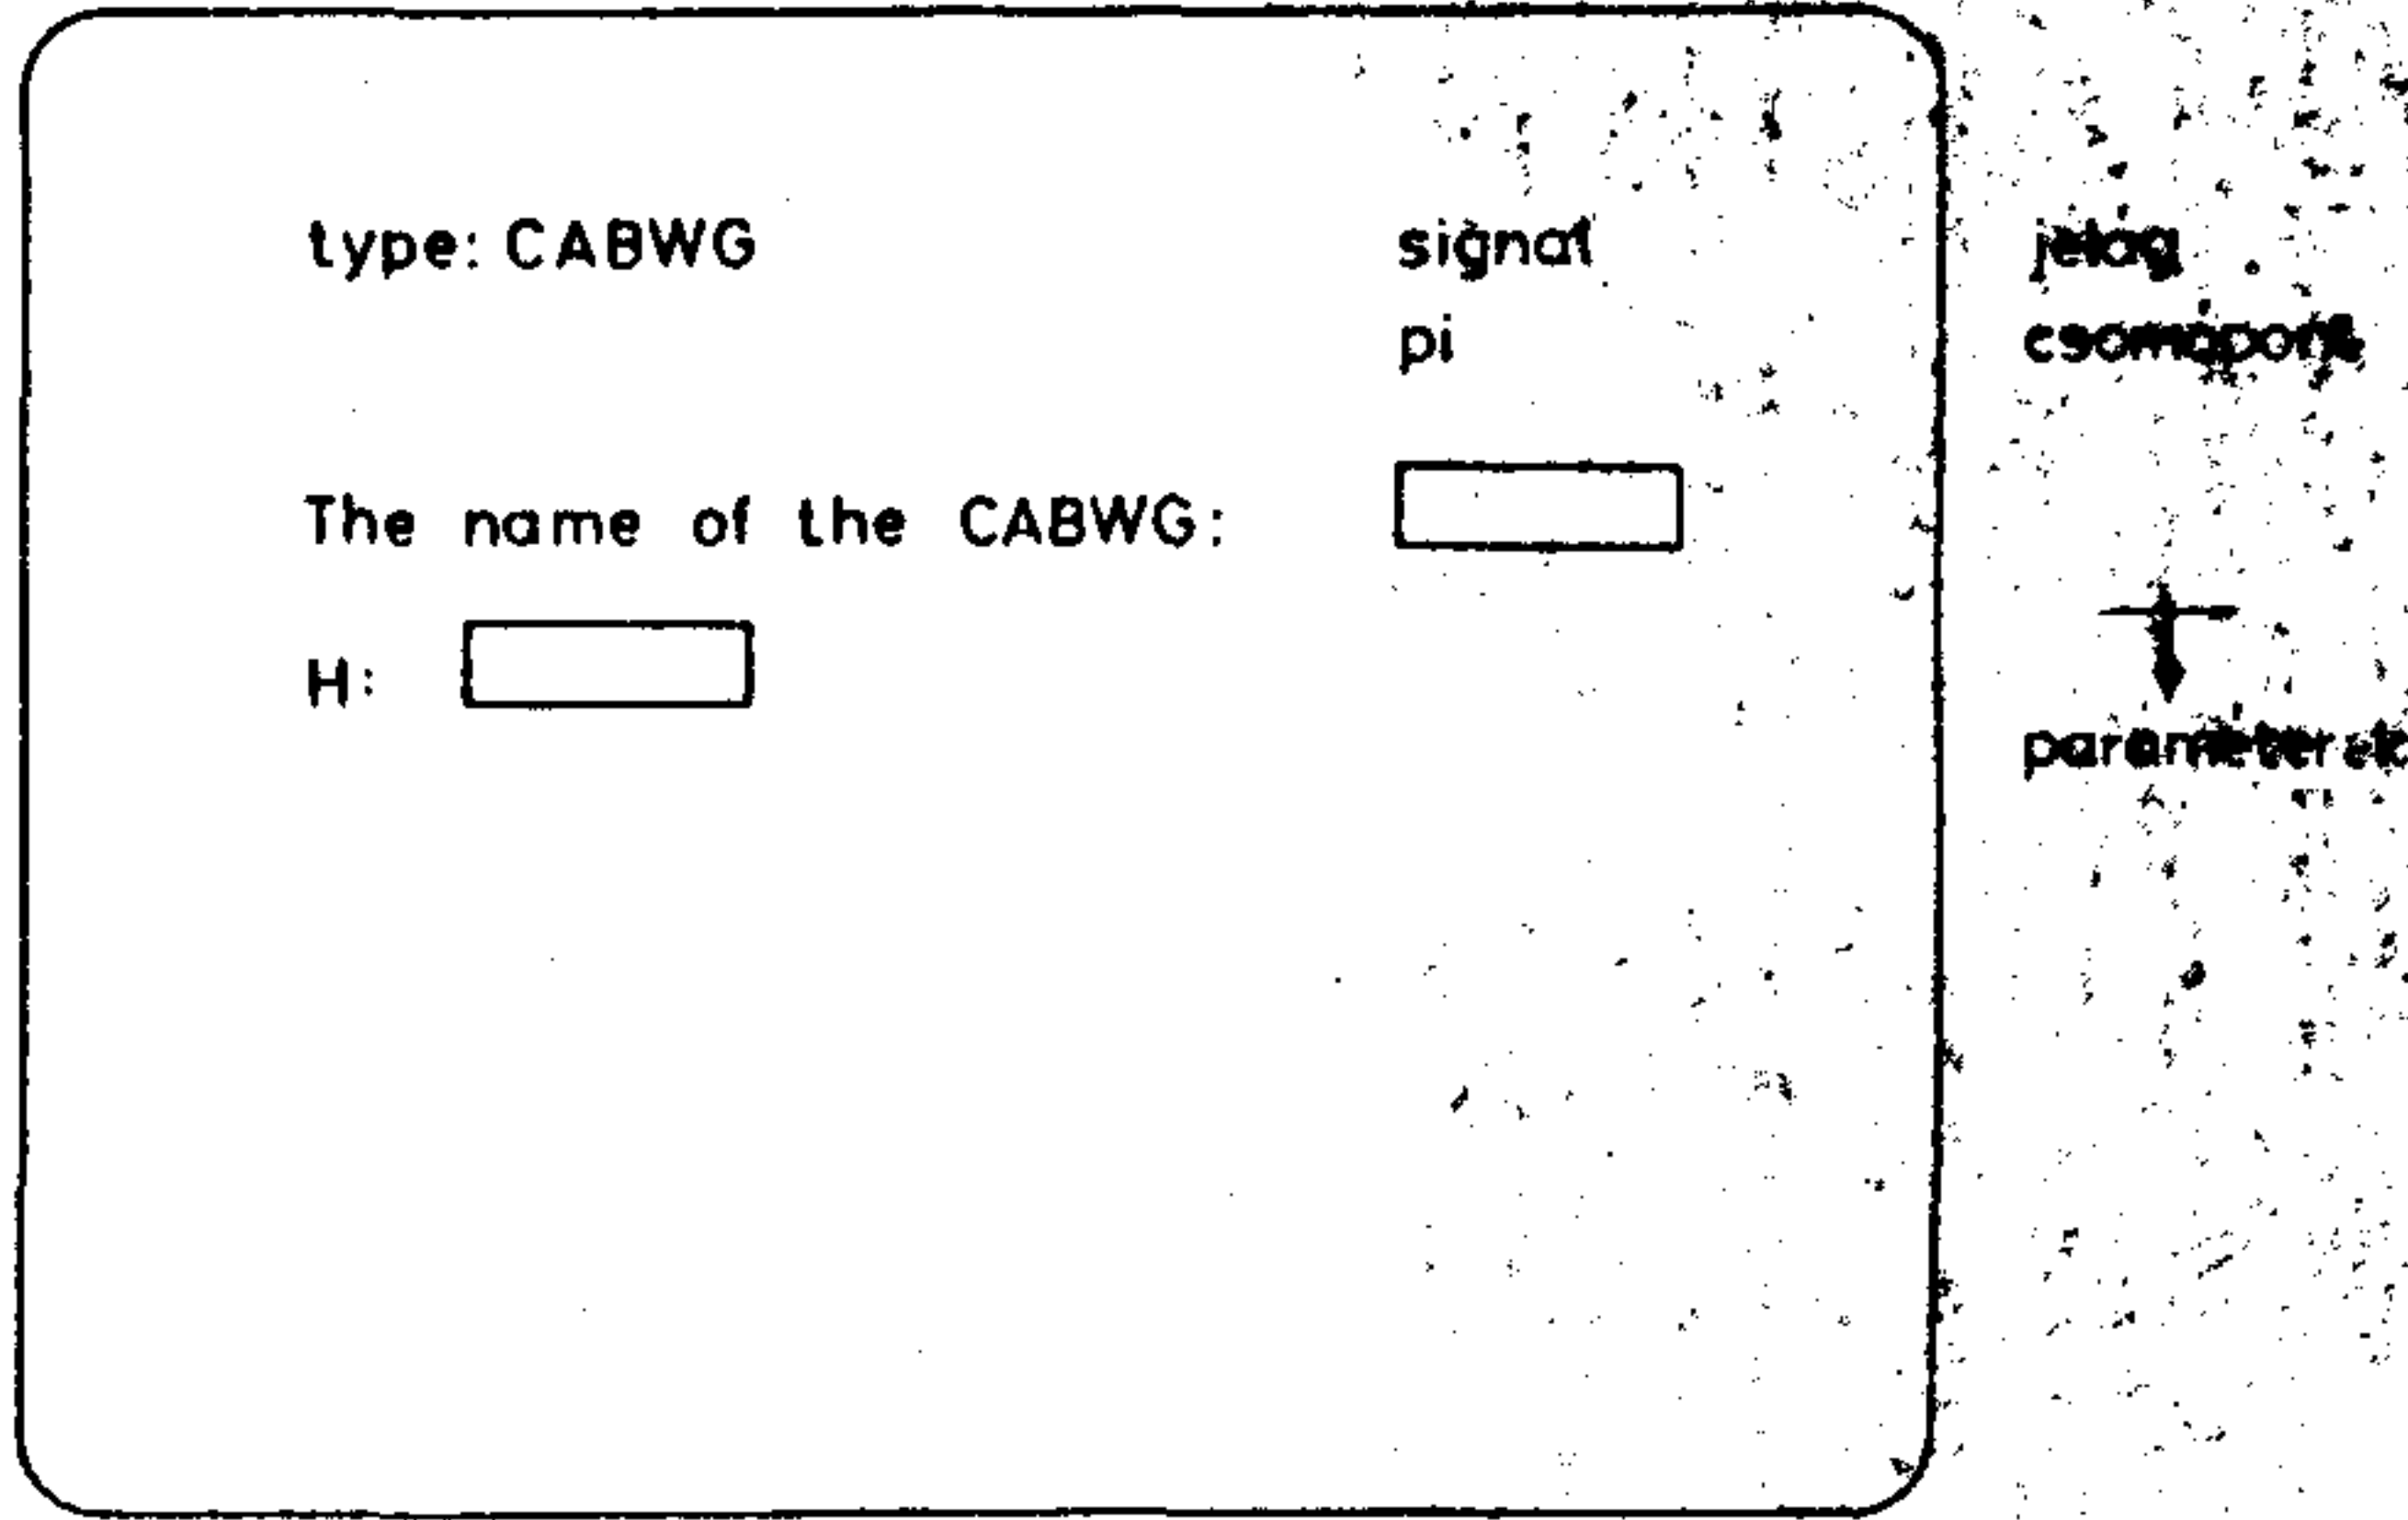 type: CABWG signal jelág
pi csomópont
The name of the CABWG:
H:
paraméterek